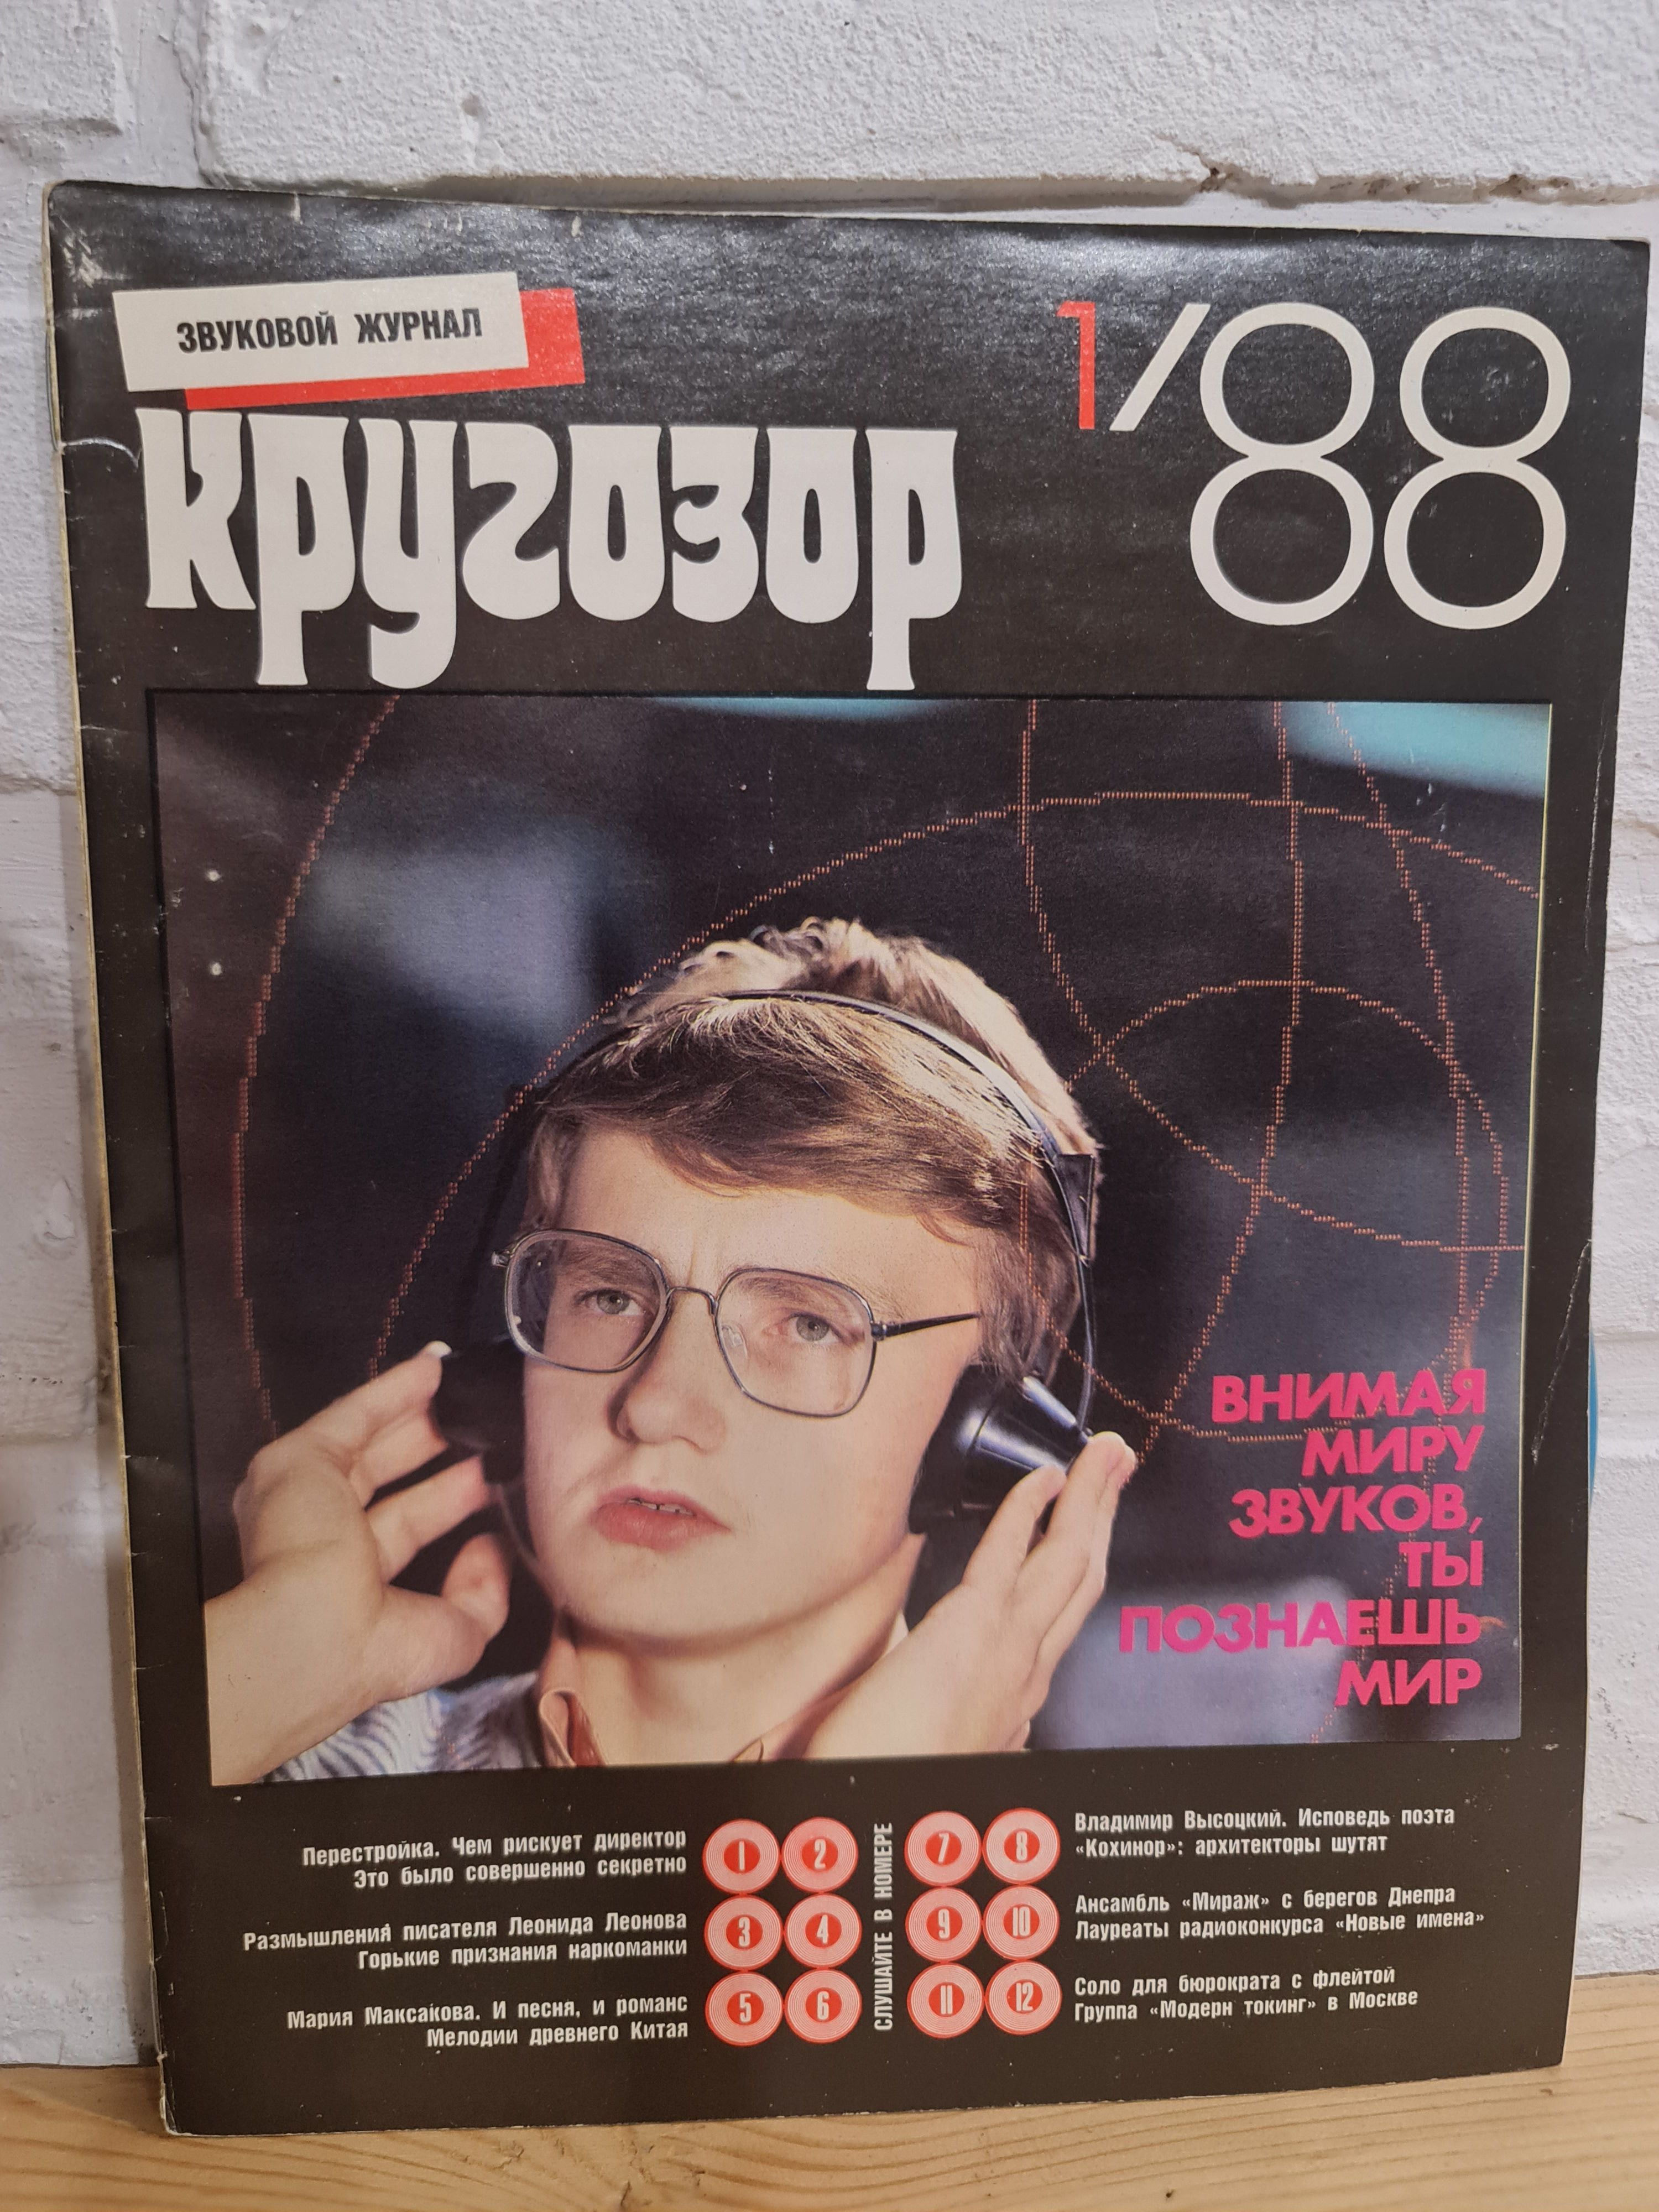 ЗВУКОВОЙ ЖУРНАЛ
1/88
кругозор
ВНИМАЯ
МИРУ
ЗВУКОВ,
ТЫ
ПОЗНАЕШЬ
МИР
Перестройка. Чем рискует директор
Это было совершенно секретно
Размышления писателя Леонида Леонова
Горькие признания наркоманки
Мария Максакова. И песня, и романс
Мелодии древнего Китая
1 2
3 4
5 6
СЛУШАЙТЕ В НОМЕРЕ
7 8
9 10
11 12
Владимир Высоцкий. Исповедь поэта
«Кохинор»: архитекторы шутят
Ансамбль «Мираж» с берегов Днепра
Лауреаты радиоконкурса «Новые имена»
Соло для бюрократа с флейтой
Группа «Модерн токинг» в Москве